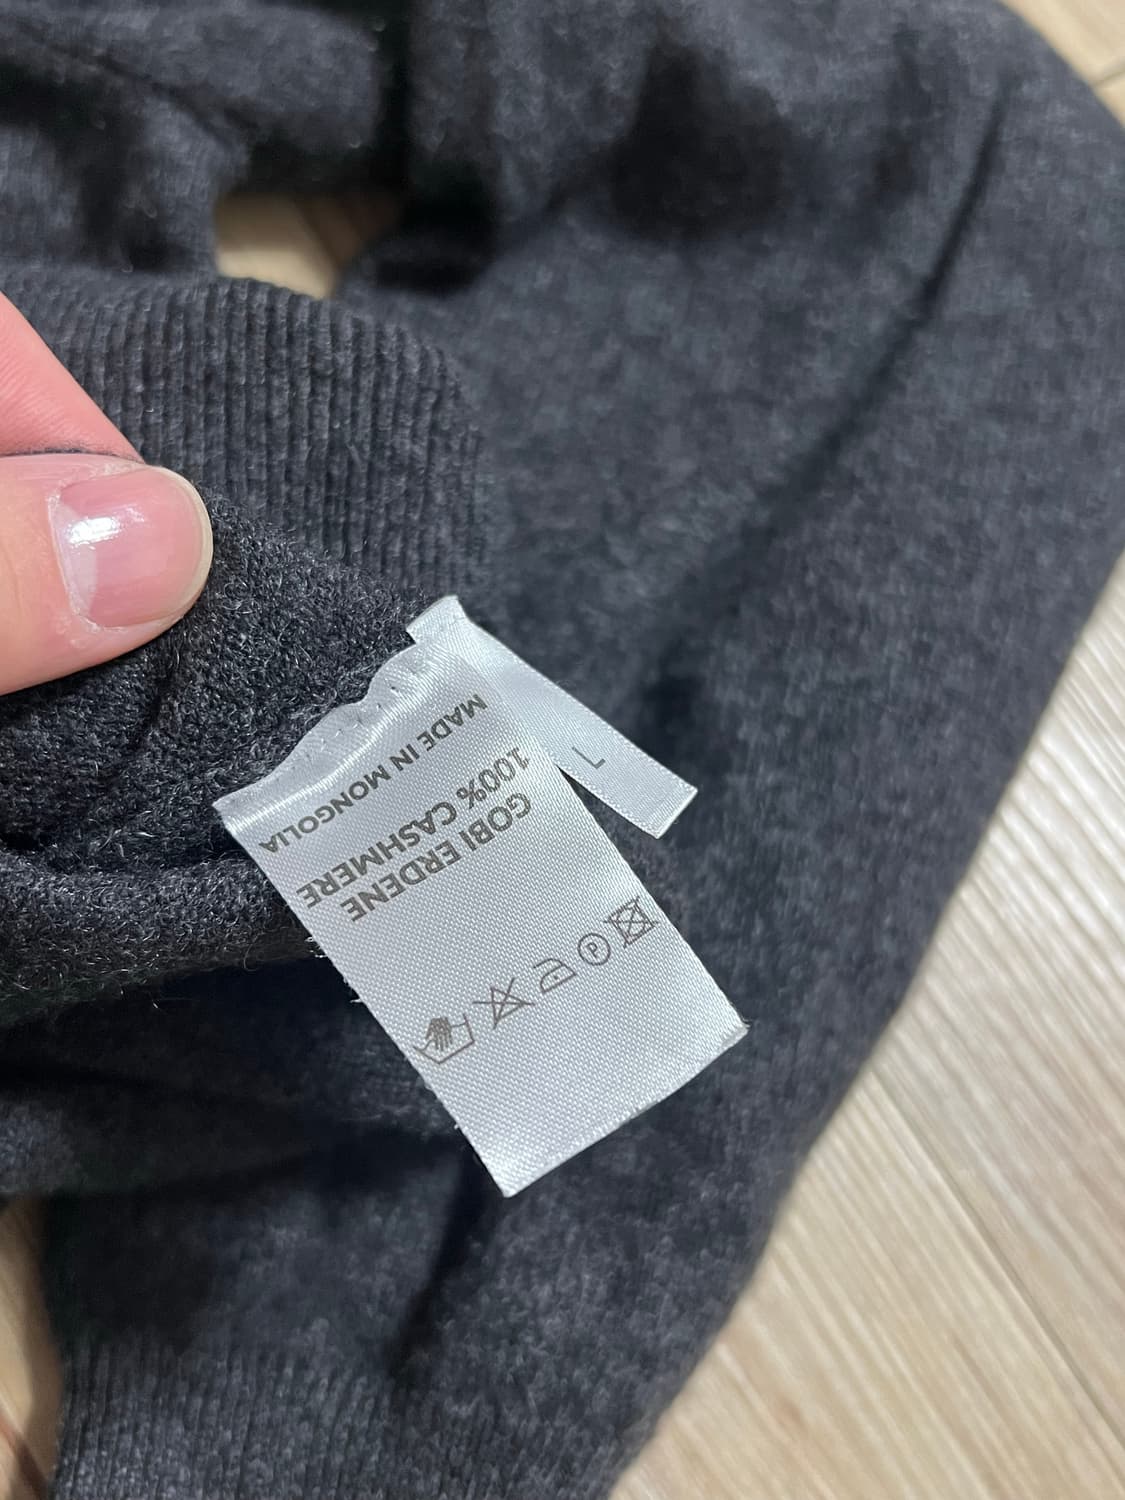 GOBI ERDENE
100% CASHMERE
MADE IN MONGOLIA
L
P